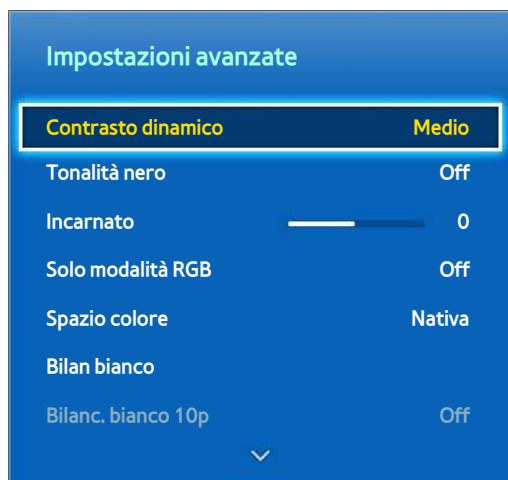 Impostazioni avanzate
Contrasto dinamico Medio
Tonalità nero Off
Incarnato 0
Solo modalità RGB Off
Spazio colore Nativa
Bilan bianco
Bilanc. bianco 10p Off